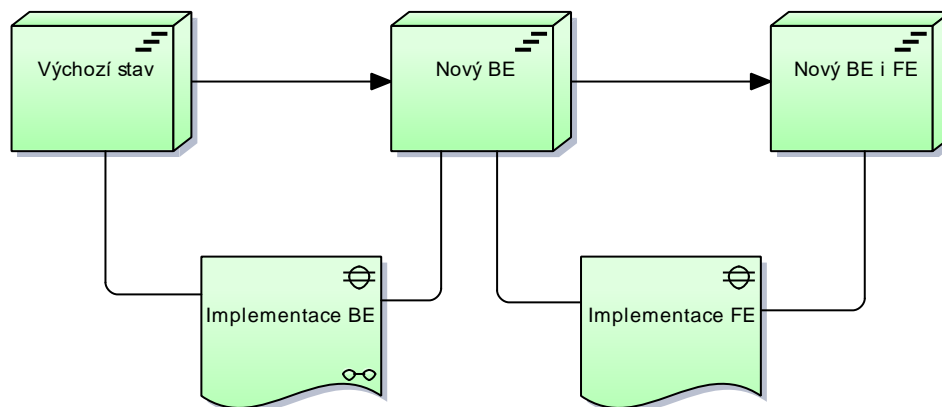 Výchozí stav
Nový BE
Nový BE i FE
Implementace BE
Implementace FE